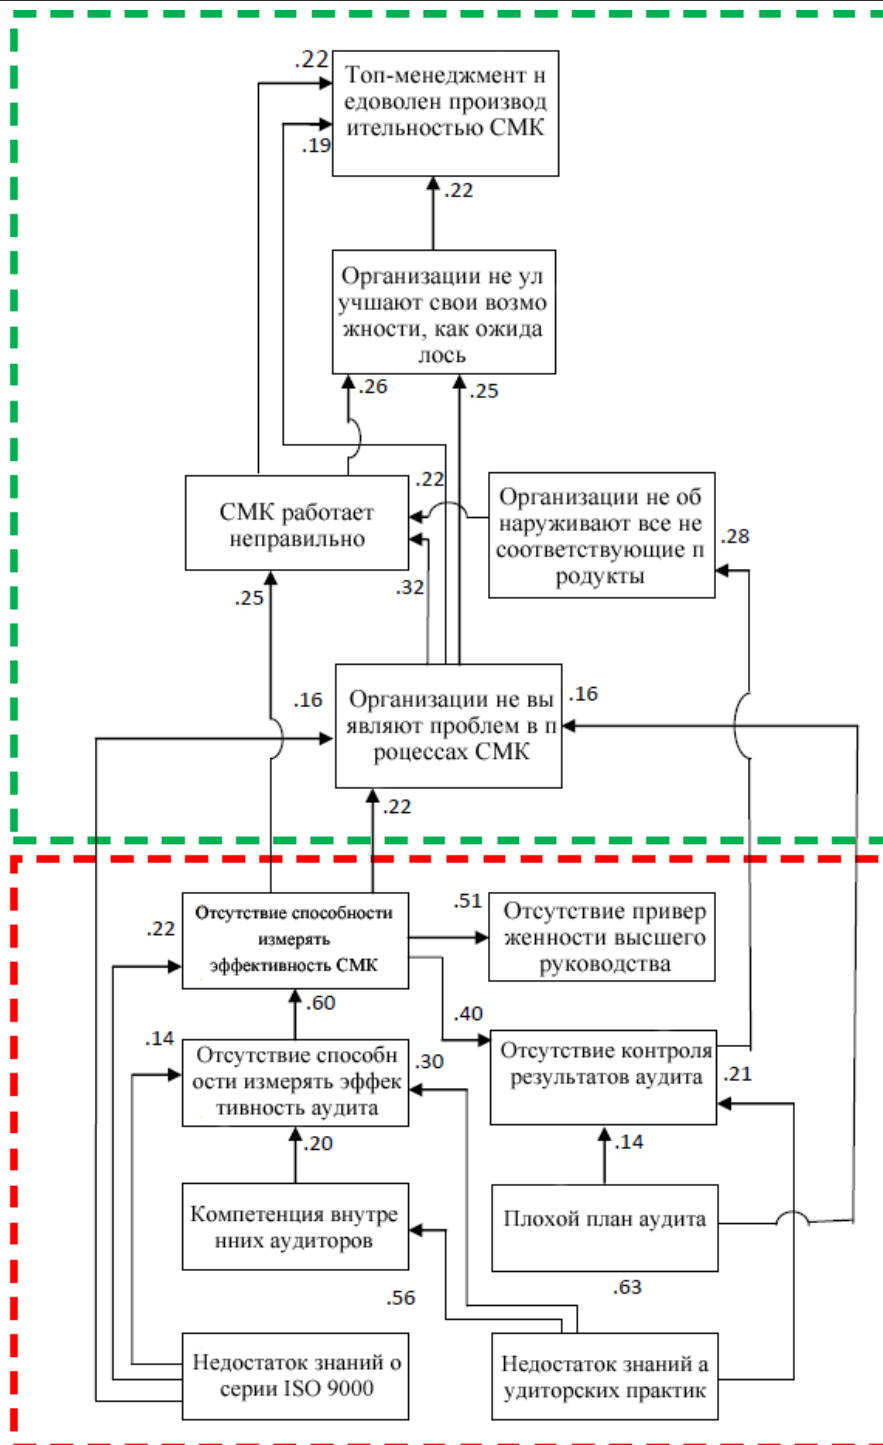 .22
Топ-менеджмент н
едоволен производ
ительностью СМК
.19
.22
Организации не ул
учшают свои возмо
жности, как ожида
лось
.26
.25
.22
СМК работает
неправильно
Организации не об
наруживают все не
соответствующие п
родукты
.28
.25
.32
.16
Организации не вы
являют проблем в п
роцессах СМК
.16
.22
.22
Отсутствие способности
измерять
эффективность СМК
.51
Отсутствие привер
женности высшего
руководства
.60
.40
.14
Отсутствие способн
ости измерять эффек
тивность аудита
.30
Отсутствие контроля
результатов аудита
.21
.20
.14
Компетенция внутре
нних аудиторов
Плохой план аудита
.56
.63
Недостаток знаний о
серии ISO 9000
Недостаток знаний а
удиторских практик